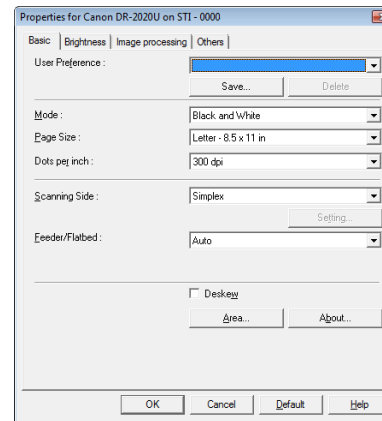 Properties for Canon DR-2020U on STI - 0000
Basic Brightness Image processing Others
User Preference :
Save... Delete
Mode : Black and White
Page Size : Letter - 8.5 x 11 in
Dots per inch : 300 dpi
Scanning Side : Simplex
Setting...
Feeder/Flatbed : Auto
Deskew
Area... About...
OK Cancel Default Help